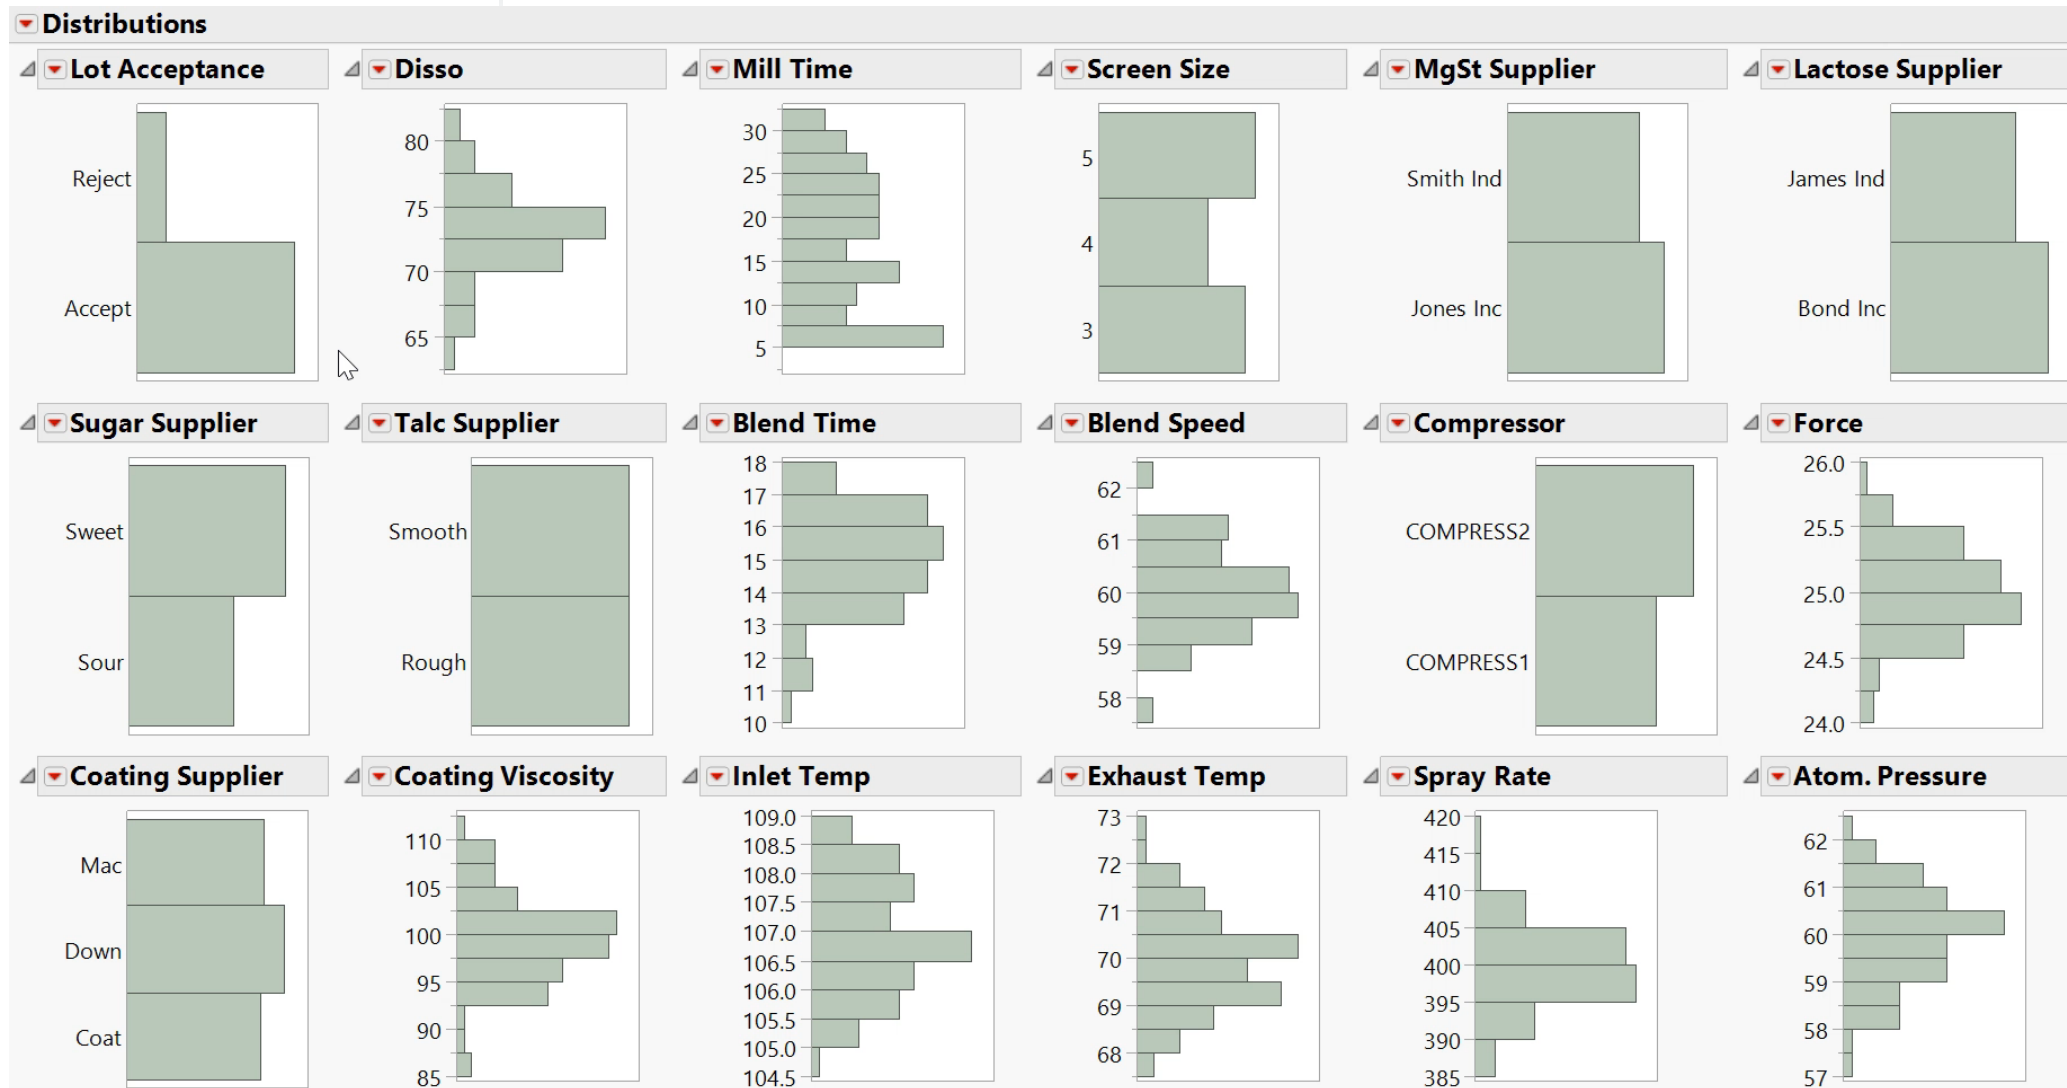 Distributions
Lot Acceptance
Reject
Accept
Disso
80
75
70
65
Mill Time
30
25
20
15
10
5
Screen Size
5
4
3
MgSt Supplier
Smith Ind
Jones Inc
Lactose Supplier
James Ind
Bond Inc
Sugar Supplier
Sweet
Sour
Talc Supplier
Smooth
Rough
Blend Time
18
17
16
15
14
13
12
11
10
Blend Speed
62
61
60
59
58
Compressor
COMPRESS2
COMPRESS1
Force
26.0
25.5
25.0
24.5
24.0
Coating Supplier
Mac
Down
Coat
Coating Viscosity
110
105
100
95
90
85
Inlet Temp
109.0
108.5
108.0
107.5
107.0
106.5
106.0
105.5
105.0
104.5
Exhaust Temp
73
72
71
70
69
68
Spray Rate
420
415
410
405
400
395
390
385
Atom. Pressure
62
61
60
59
58
57